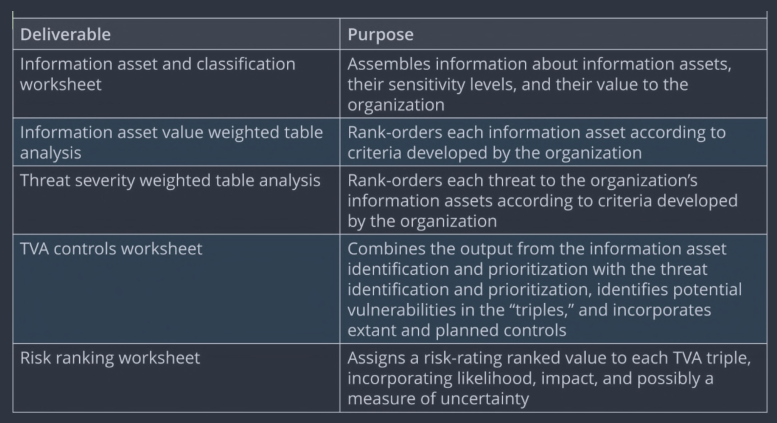 Deliverable
Purpose
Information asset and classification
worksheet
Assembles information about information assets,
their sensitivity levels, and their value to the
organization
Information asset value weighted table
analysis
Rank-orders each information asset according to
criteria developed by the organization
Threat severity weighted table analysis
Rank-orders each threat to the organization's
information assets according to criteria developed
by the organization
TVA controls worksheet
Combines the output from the information asset
identification and prioritization with the threat
identification and prioritization, identifies potential
vulnerabilities in the “triples,” and incorporates
extant and planned controls
Risk ranking worksheet
Assigns a risk-rating ranked value to each TVA triple,
incorporating likelihood, impact, and possibly a
measure of uncertainty